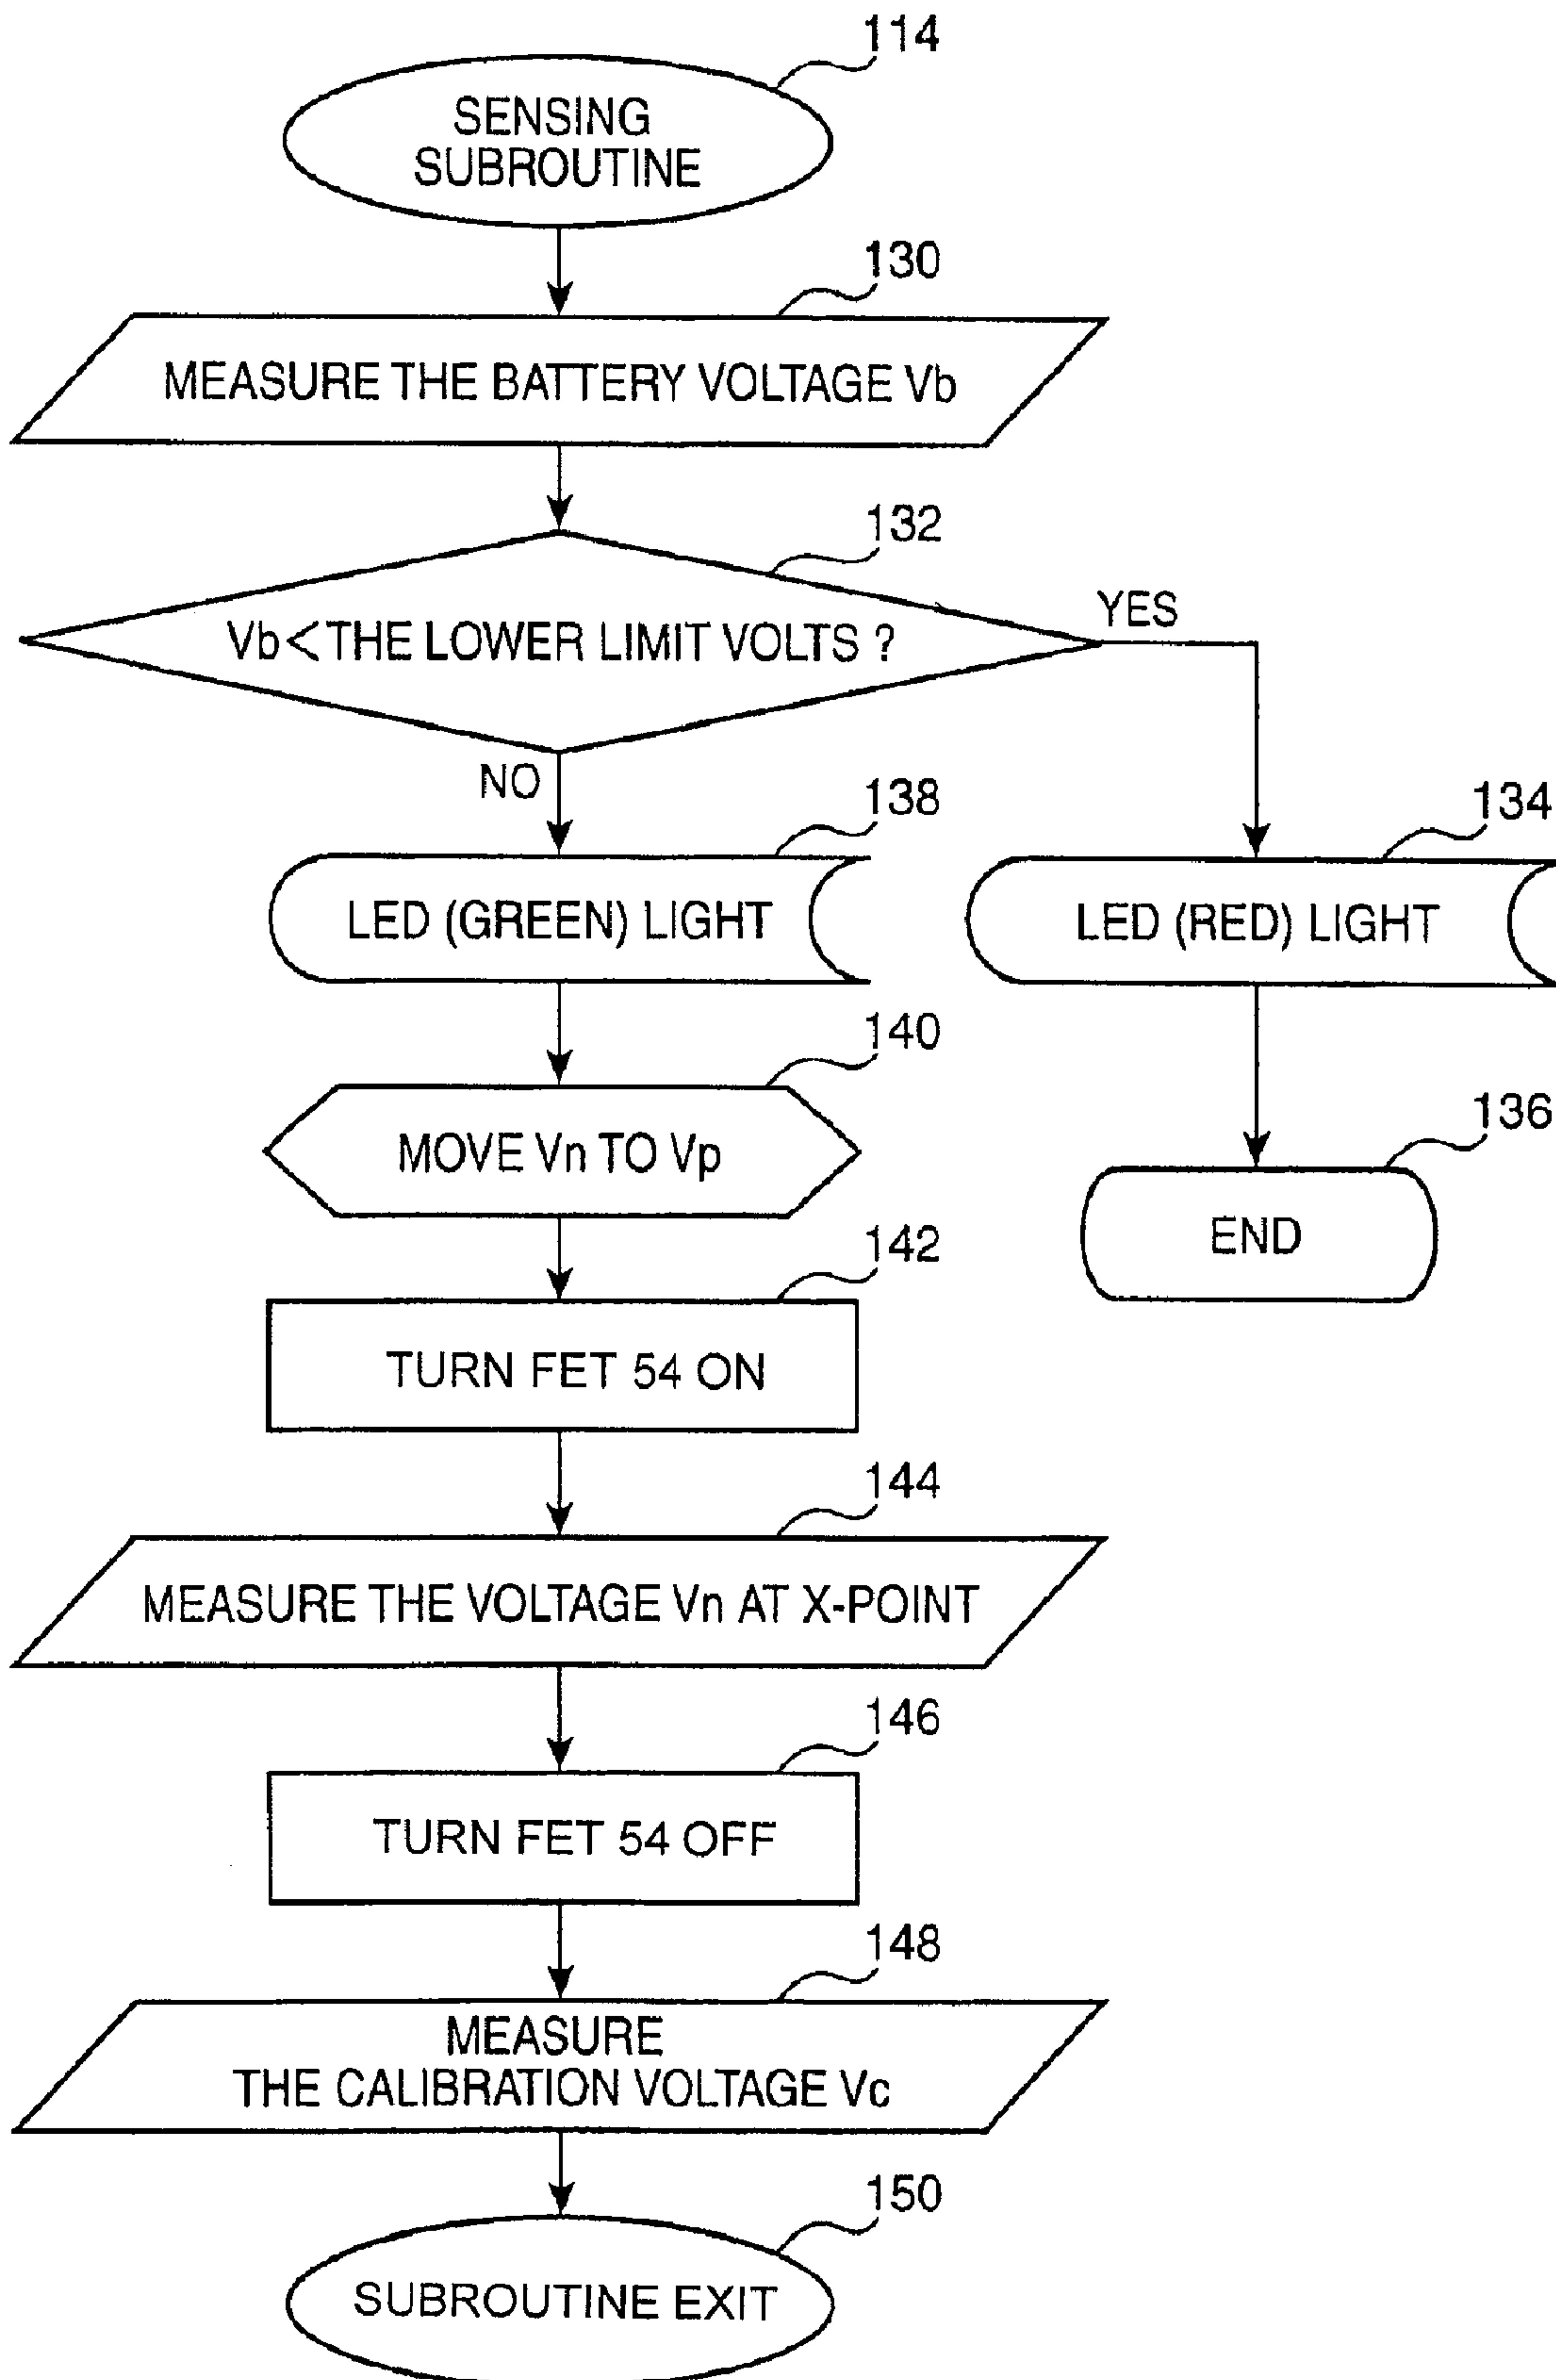 114
SENSING
SUBROUTINE
130
MEASURE THE BATTERY VOLTAGE Vb
132
Vb<THE LOWER LIMIT VOLTS ?
YES
NO
138
LED (GREEN) LIGHT
134
LED (RED) LIGHT
140
MOVE Vn TO Vp
136
END
142
TURN FET 54 ON
144
MEASURE THE VOLTAGE Vn AT X-POINT
146
TURN FET 54 OFF
148
MEASURE
THE CALIBRATION VOLTAGE Vc
150
SUBROUTINE EXIT